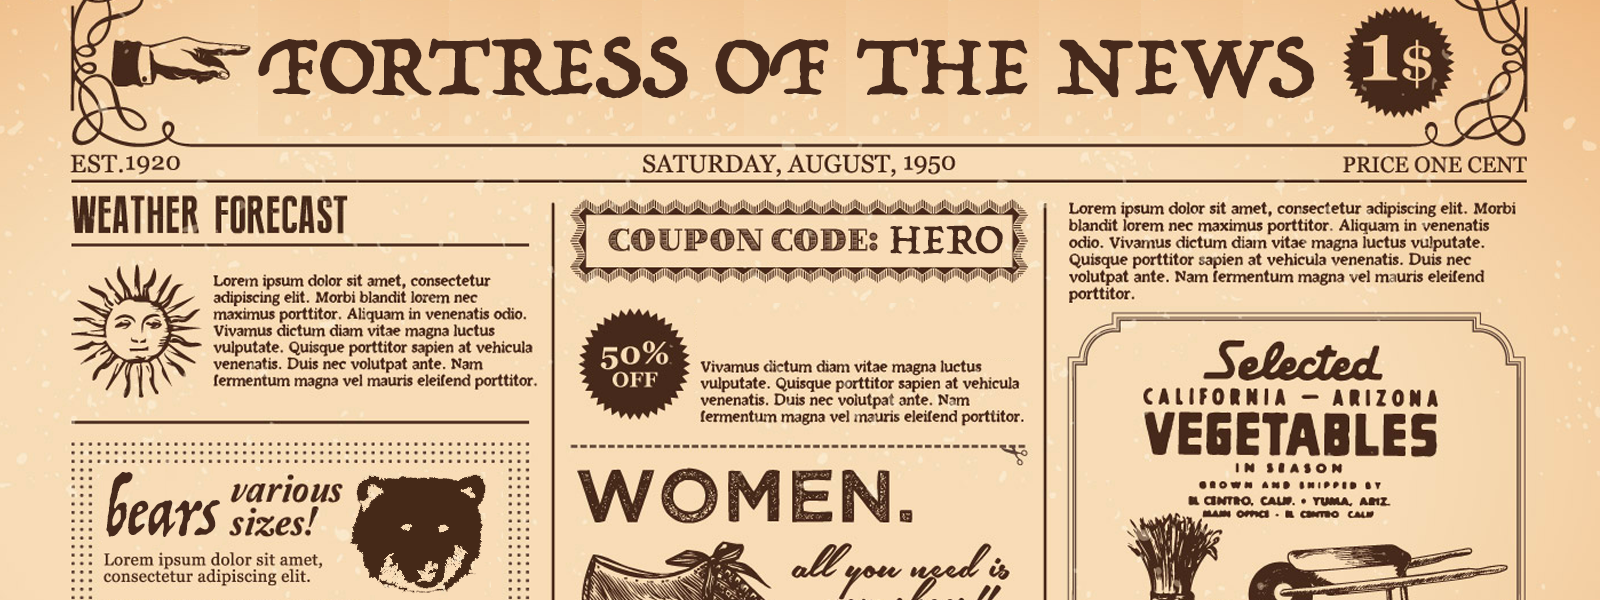 FORTRESS OF THE NEWS
1$
EST.1920
SATURDAY, AUGUST, 1950
PRICE ONE CENT
WEATHER FORECAST
Lorem ipsum dolor sit amet, consectetur
adipiscing elit. Morbi blandit lorem nec
maximus porttitor. Aliquam in venenatis odio.
Vivamus dictum diam vitae magna luctus
vulputate. Quisque porttitor sapien at vehicula
venenatis. Duis nec volutpat ante. Nam
fermentum magna vel mauris eleifend porttitor.
bears various
sizes!
Lorem ipsum dolor sit amet,
consectetur adipiscing elit.
COUPON CODE: HERO
50%
OFF
Vivamus dictum diam vitae magna luctus
vulputate. Quisque porttitor sapien at vehicula
venenatis. Duis nec volutpat ante. Nam
fermentum magna vel mauris eleifend porttitor.
WOMEN.
all you need is
Lorem ipsum dolor sit amet, consectetur adipiscing elit. Morbi
blandit lorem nec maximus porttitor. Aliquam in venenatis
odio. Vivamus dictum diam vitae magna luctus vulputate.
Quisque porttitor sapien at vehicula venenatis. Duis nec
volutpat ante. Nam fermentum magna vel mauris eleifend
porttitor.
Selected
CALIFORNIA — ARIZONA
VEGETABLES
IN SEASON
GROWN AND SHIPPED BY
EL CENTRO, CALIF. • YUMA, ARIZ.
MAIN OFFICE - EL CENTRO CALIF